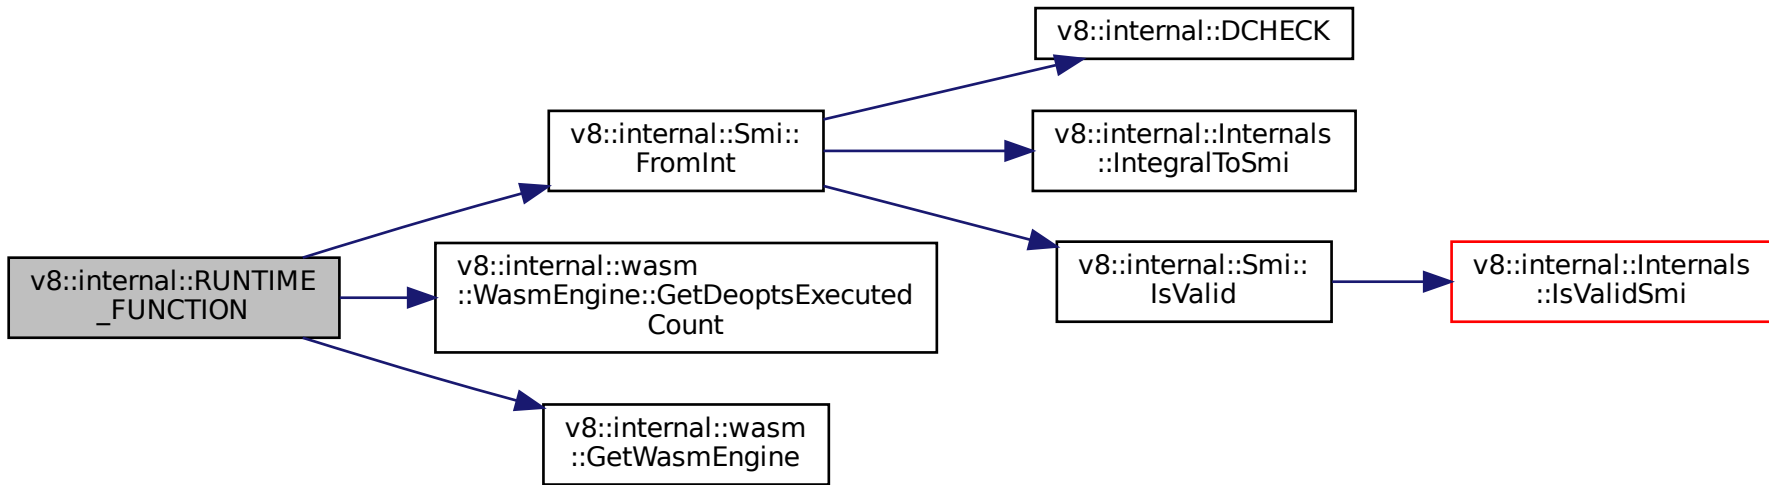 v8::internal::RUNTIME
_FUNCTION
v8::internal::Smi::
FromInt
v8::internal::DCHECK
v8::internal::Internals
::IntegralToSmi
v8::internal::Smi::
IsValid
v8::internal::Internals
::IsValidSmi
v8::internal::wasm
::WasmEngine::GetDeoptsExecuted
Count
v8::internal::wasm
::GetWasmEngine